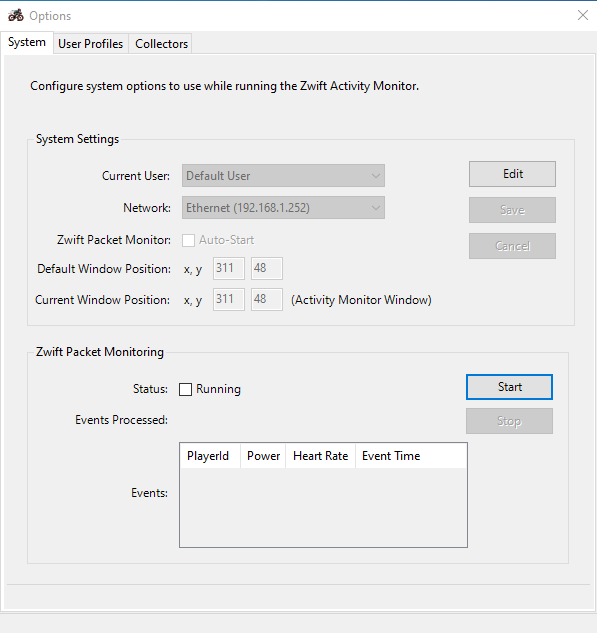 Options
System User Profiles Collectors
Configure system options to use while running the Zwift Activity Monitor.
System Settings
Current User: Default User Edit
Network: Ethernet (192.168.1.252) Save
Zwift Packet Monitor: Auto-Start Cancel
Default Window Position: x, y 311 48
Current Window Position: x, y 311 48 (Activity Monitor Window)
Zwift Packet Monitoring
Status: Running Start
Events Processed: Stop
PlayerId Power Heart Rate Event Time
Events: